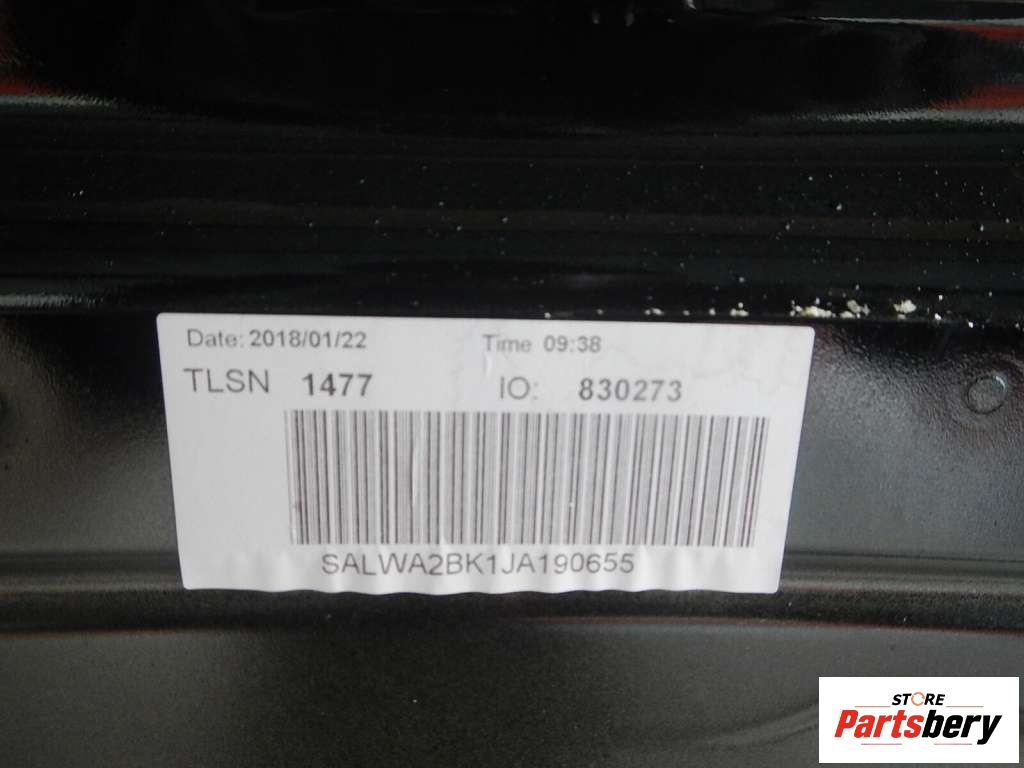 Date: 2018/01/22 Time 09:38
TLSN 1477 IO: 830273
SALWA2BK1JA190655
STORE
Partsbery